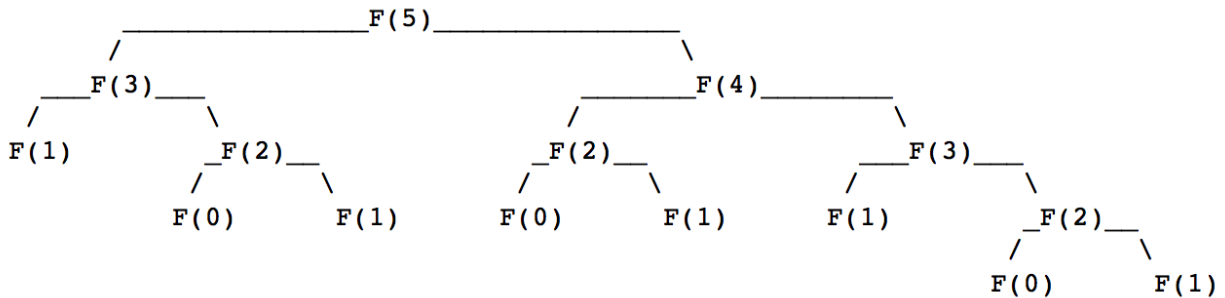 F(5)
F(3) F(4)
F(1) F(2) F(2) F(3)
F(0) F(1) F(0) F(1) F(1) F(2)
F(0) F(1)